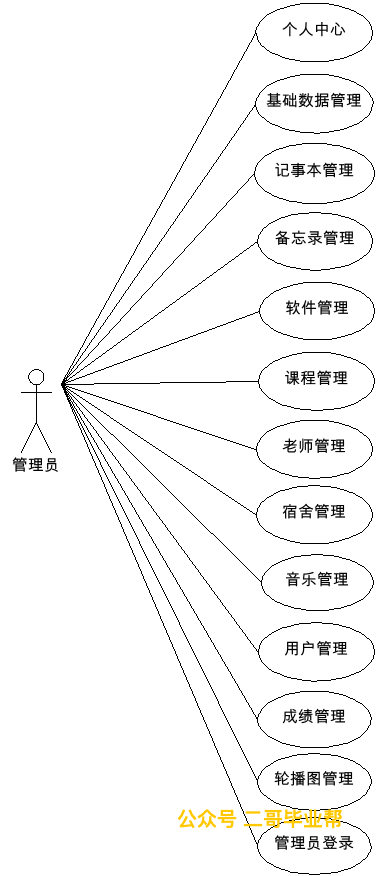 个人中心
基础数据管理
记事本管理
备忘录管理
软件管理
课程管理
老师管理
管理员
宿舍管理
音乐管理
用户管理
成绩管理
轮播图管理
公众号 二哥毕业帮
管理员登录